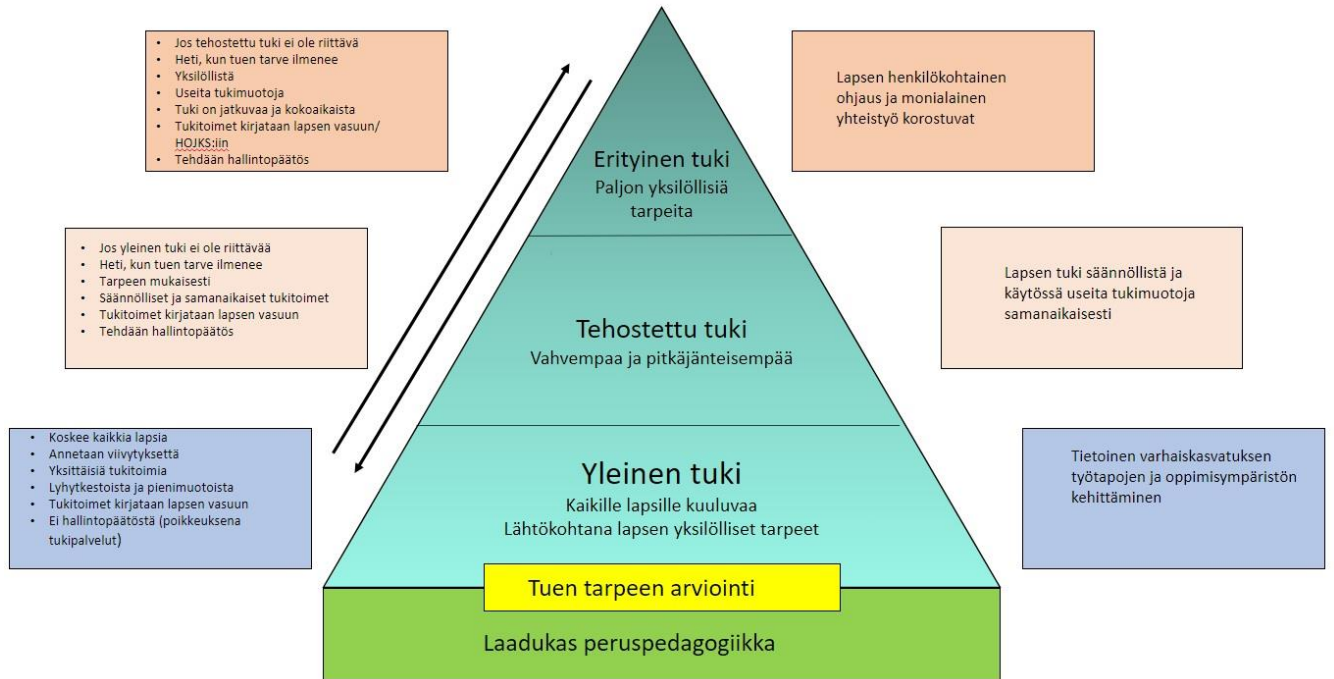 • Jos tehostettu tuki ei ole riittävä
• Heti, kun tuen tarve ilmenee
• Yksilöllistä
• Useita tukimuotoja
• Tuki on jatkuvaa ja kokoaikaista
• Tukitoimet kirjataan lapsen vasuun/
HOJKS:iin
• Tehdään hallintopäätös
Lapsen henkilökohtainen
ohjaus ja monialainen
yhteistyö korostuvat
Erityinen tuki
Paljon yksilöllisiä
tarpeita
• Jos yleinen tuki ei ole riittävää
• Heti, kun tuen tarve ilmenee
• Tarpeen mukaisesti
• Säännölliset ja samanaikaiset tukitoimet
• Tukitoimet kirjataan lapsen vasuun
• Tehdään hallintopäätös
Lapsen tuki säännöllistä ja
käytössä useita tukimuotoja
samanaikaisesti
Tehostettu tuki
Vahvempaa ja pitkäjänteisempää
• Koskee kaikkia lapsia
• Annetaan viivytyksettä
• Yksittäisiä tukitoimia
• Lyhytkestoista ja pienimuotoista
• Tukitoimet kirjataan lapsen vasuun
• Ei hallintopäätöstä (poikkeuksena
tukipalvelut)
Tietoinen varhaiskasvatuksen
työtapojen ja oppimisympäristön
kehittäminen
Yleinen tuki
Kaikille lapsille kuuluvaa
Lähtökohtana lapsen yksilölliset tarpeet
Tuen tarpeen arviointi
Laadukas peruspedagogiikka